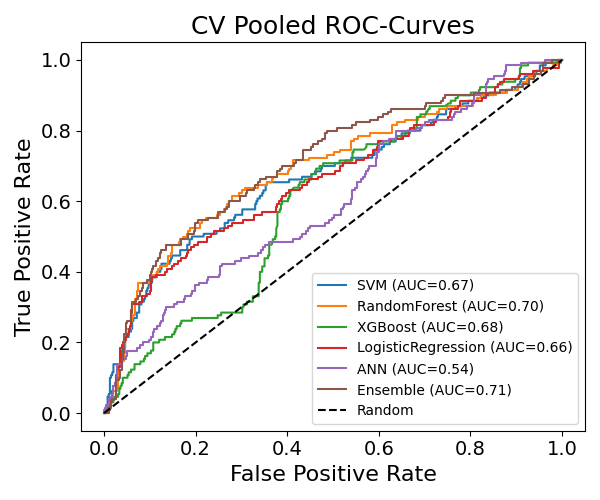 CV Pooled ROC-Curves
True Positive Rate
1.0
0.8
0.6
0.4
0.2
0.0
SVM (AUC=0.67)
RandomForest (AUC=0.70)
XGBoost (AUC=0.68)
LogisticRegression (AUC=0.66)
ANN (AUC=0.54)
Ensemble (AUC=0.71)
Random
0.0 0.2 0.4 0.6 0.8 1.0
False Positive Rate